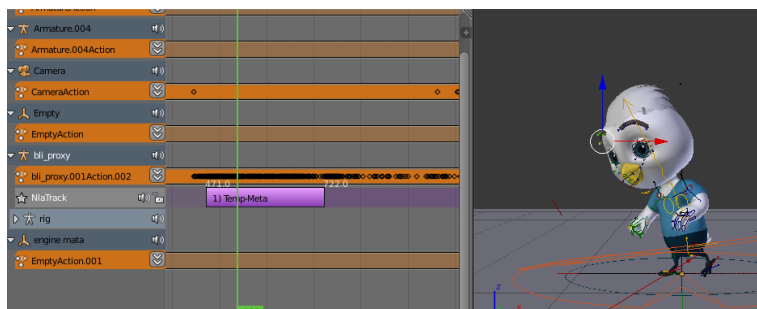 ArmatureAction
Armature.004
Armature.004Action
Camera
CameraAction
Empty
EmptyAction
bli_proxy
bli_proxy.001Action.002
471.0 722.0
NlaTrack 1) Temp-Meta
rig
engine mata
EmptyAction.001
z
x